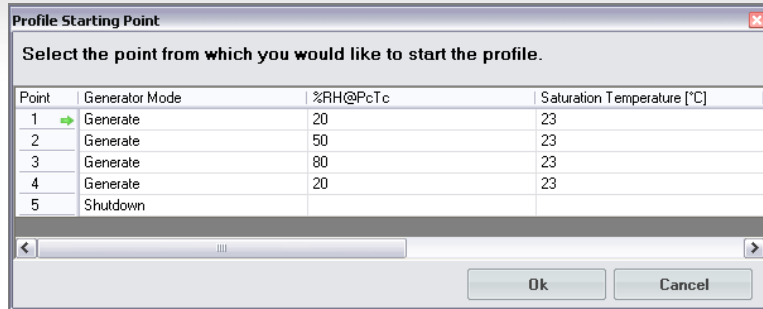 Profile Starting Point
Select the point from which you would like to start the profile.
Point Generator Mode %RH@PcTc Saturation Temperature [°C]
1 Generate 20 23
2 Generate 50 23
3 Generate 80 23
4 Generate 20 23
5 Shutdown
Ok Cancel